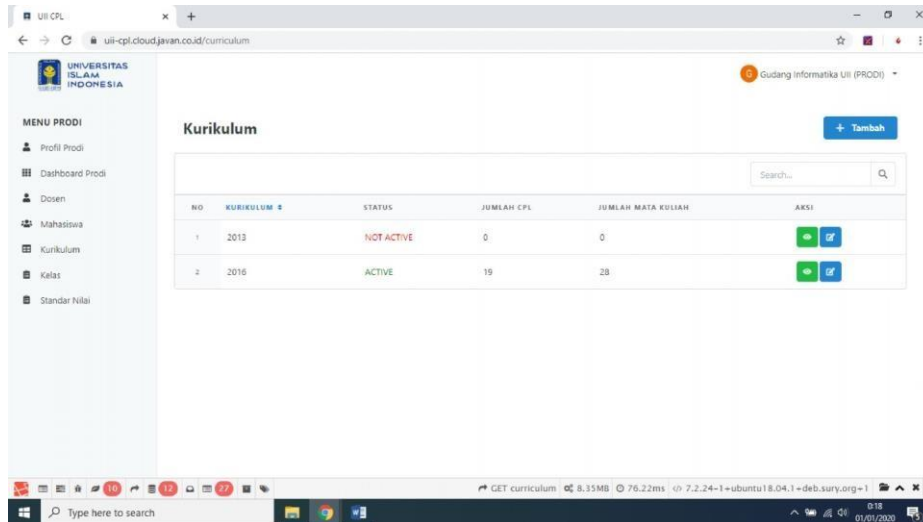 UII CPL
uii-cpl.cloud.javan.co.id/curriculum
UNIVERSITAS
ISLAM
INDONESIA
G Gudang Informatika UII (PRODI)
MENU PRODI
Profil Prodi
Dashboard Prodi
Dosen
Mahasiswa
Kurikulum
Kelas
Standar Nilai
Kurikulum
+ Tambah
Search...
NO KURIKULUM STATUS JUMLAH CPL JUMLAH MATA KULIAH AKSI
1 2013 NOT ACTIVE 0 0
2 2016 ACTIVE 19 28
10 12 27 GET curriculum 8.35MB 76.22ms 7.2.24-1+ubuntu18.04.1+deb.sury.org+1
Type here to search
0:18
01/01/2020